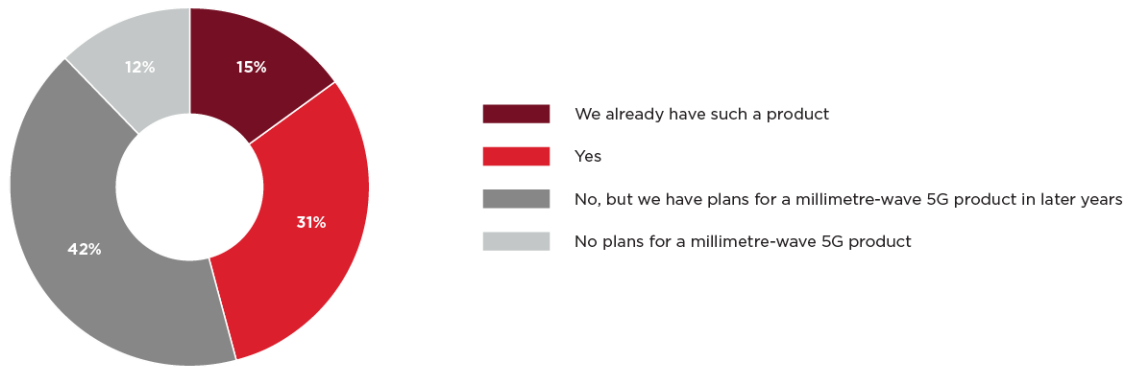 12%
15%
31%
42%
We already have such a product
Yes
No, but we have plans for a millimetre-wave 5G product in later years
No plans for a millimetre-wave 5G product